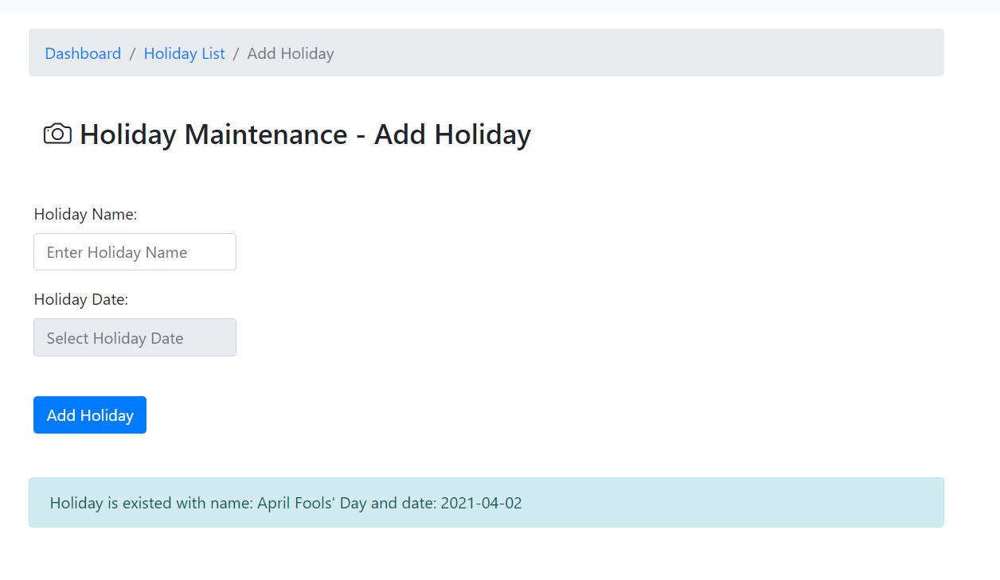 Dashboard / Holiday List / Add Holiday
Holiday Maintenance - Add Holiday
Holiday Name:
Enter Holiday Name
Holiday Date:
Select Holiday Date
Add Holiday
Holiday is existed with name: April Fools' Day and date: 2021-04-02